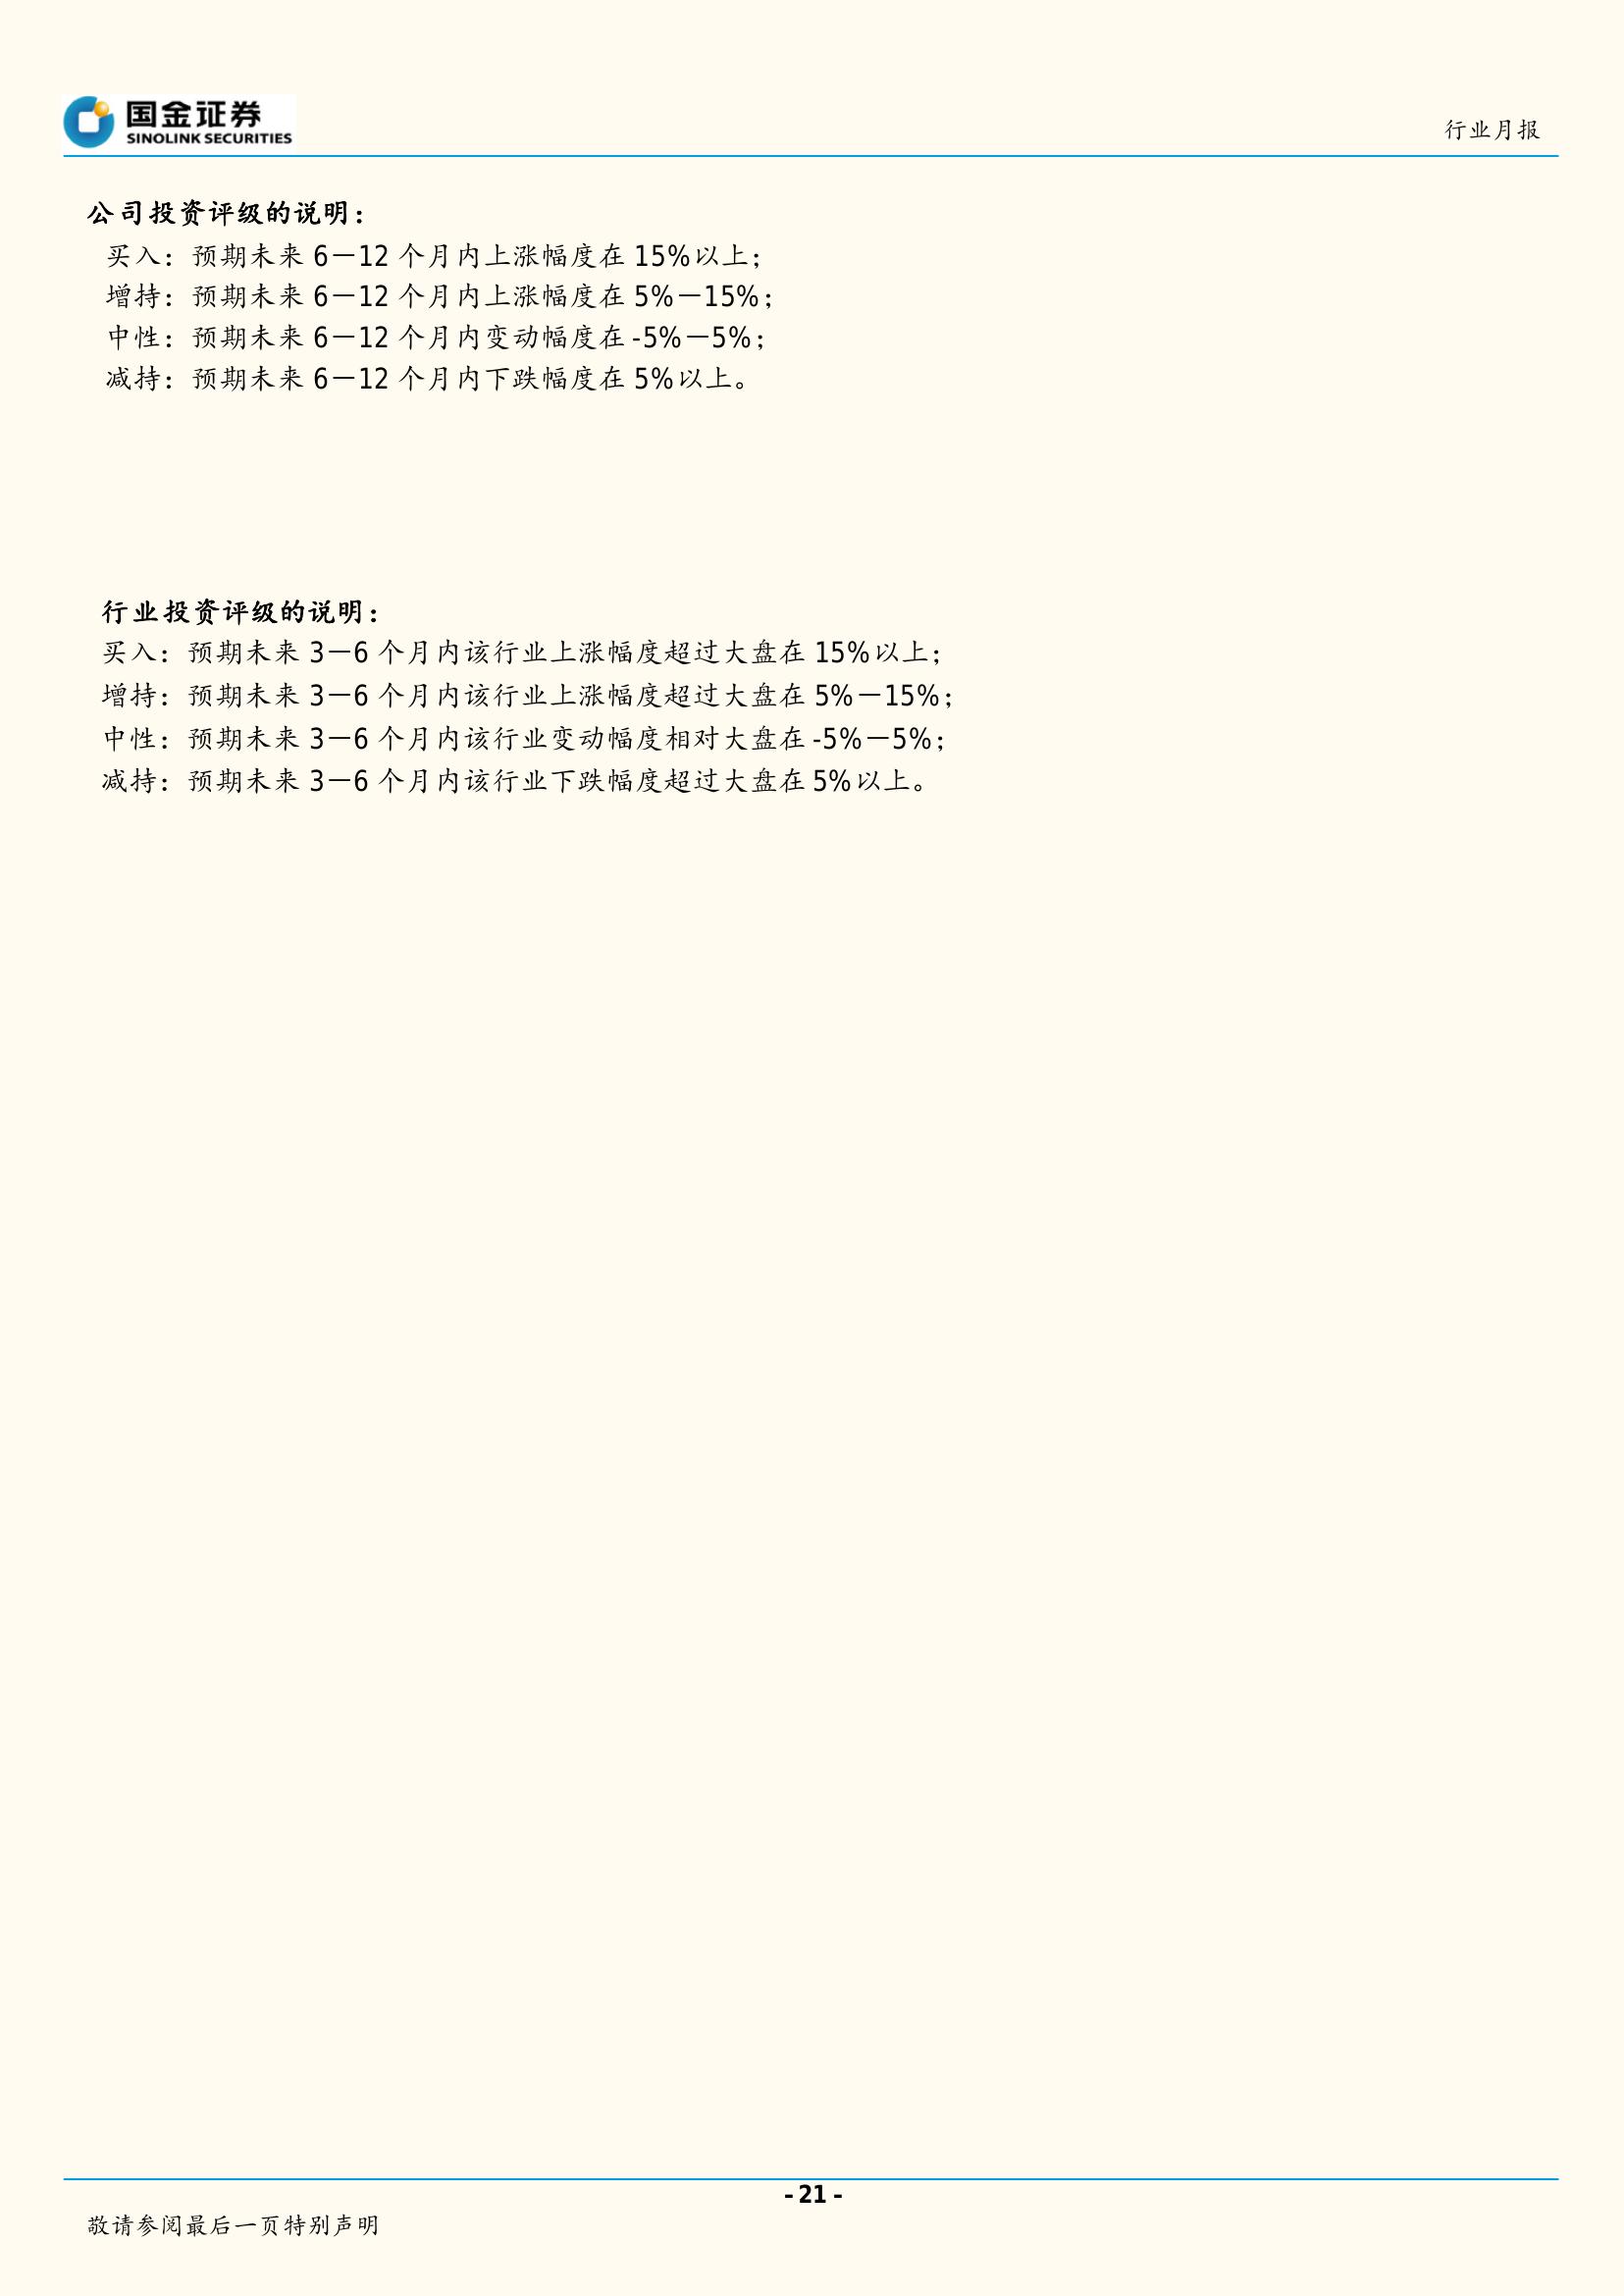 国金证券
SINOLINK SECURITIES
行业月报
公司投资评级的说明：
买入：预期未来 6－12 个月内上涨幅度在 15%以上；
增持：预期未来 6－12 个月内上涨幅度在 5%－15%；
中性：预期未来 6－12 个月内变动幅度在 -5%－5%；
减持：预期未来 6－12 个月内下跌幅度在 5%以上。
行业投资评级的说明：
买入：预期未来 3－6 个月内该行业上涨幅度超过大盘在 15%以上；
增持：预期未来 3－6 个月内该行业上涨幅度超过大盘在 5%－15%；
中性：预期未来 3－6 个月内该行业变动幅度相对大盘在 -5%－5%；
减持：预期未来 3－6 个月内该行业下跌幅度超过大盘在 5%以上。
- 21 -
敬请参阅最后一页特别声明